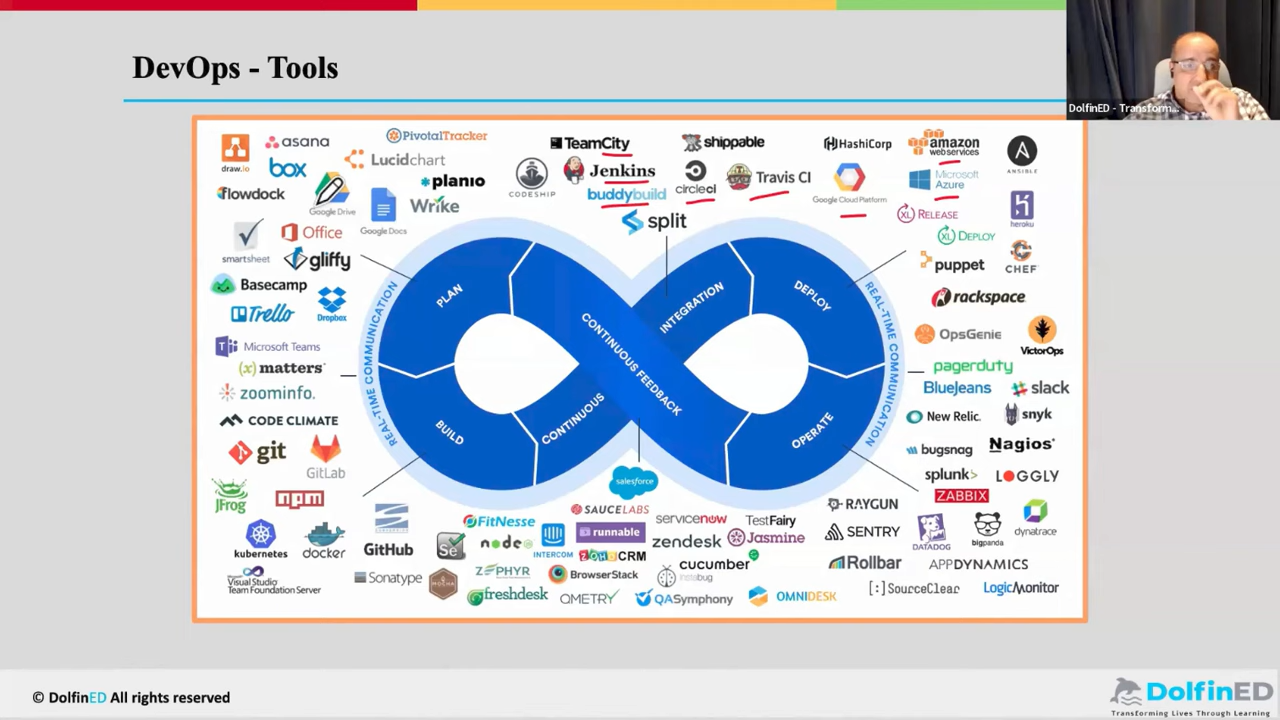 DevOps - Tools
DolfinED - Transform...
draw.io
asana
PivotalTracker
box
Lucidchart
flowdock
Google Drive
planio
Google Docs
Wrike
smartsheet
Office
gliffy
Basecamp
Trello
Dropbox
Microsoft Teams
(x) matters
zoominfo.
CODE CLIMATE
git
GitLab
JFrog
npm
kubernetes
docker
GitHub
Visual Studio
Team Foundation Server
Sonatype
MOCHA
TeamCity
shippable
CODESHIP
Jenkins
circleci
Travis CI
buddybuild
split
HashiCorp
amazon
web services
ANSIBLE
Google Cloud Platform
Microsoft
Azure
XL RELEASE
heroku
XL DEPLOY
puppet
CHEF
rackspace
OpsGenie
VictorOps
pagerduty
BLUEJEANS
slack
New Relic.
snyk
bugsnag
Nagios
splunk>
LOGGLY
ZABBIX
REAL-TIME COMMUNICATION
PLAN
BUILD
CONTINUOUS
INTEGRATION
CONTINUOUS FEEDBACK
DEPLOY
OPERATE
REAL-TIME COMMUNICATION
salesforce
SAUCELABS
FitNesse
Se
node
INTERCOM
runnable
servicenow
TestFairy
zendesk
Jasmine
ZOHO CRM
ZEPHYR
BrowserStack
instabug
cucumber
freshdesk
QMETRY
QASymphony
OMNIDESK
RAYGUN
SENTRY
DATADOG
bigpanda
dynatrace
Rollbar
APPDYNAMICS
[:]SourceClear
LogicMonitor
© DolfinED All rights reserved
DolfinED
Transforming Lives Through Learning